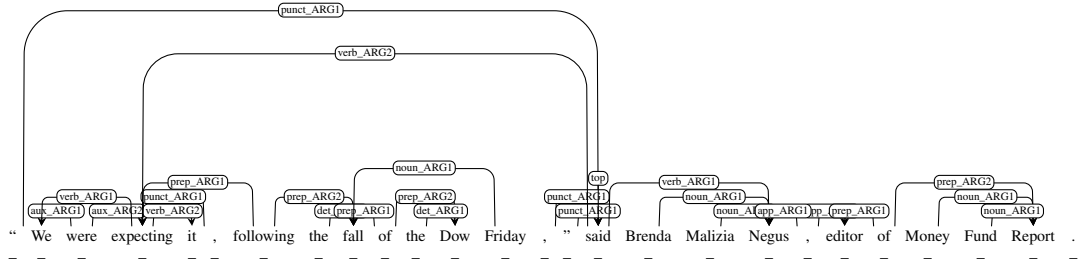 punct_ARG1
verb_ARG2
noun_ARG1 top
prep_ARG1 verb_ARG1 prep_ARG2
verb_ARG1 punct_ARG1 prep_ARG2 prep_ARG2 punct_ARG1 noun_ARG1 noun_ARG1
aux_ARG1 aux_ARG2 verb_ARG2 prep_ARG1 det_ARG1 punct_ARG1 app_ARG1 prep_ARG1 noun_ARG1
“ We were expecting it , following the fall of the Dow Friday , ” said Brenda Malizia Negus , editor of Money Fund Report .
_ _ _ _ _ _ _ _ _ _ _ _ _ _ _ _ _ _ _ _ _ _ _ _ _ _ _